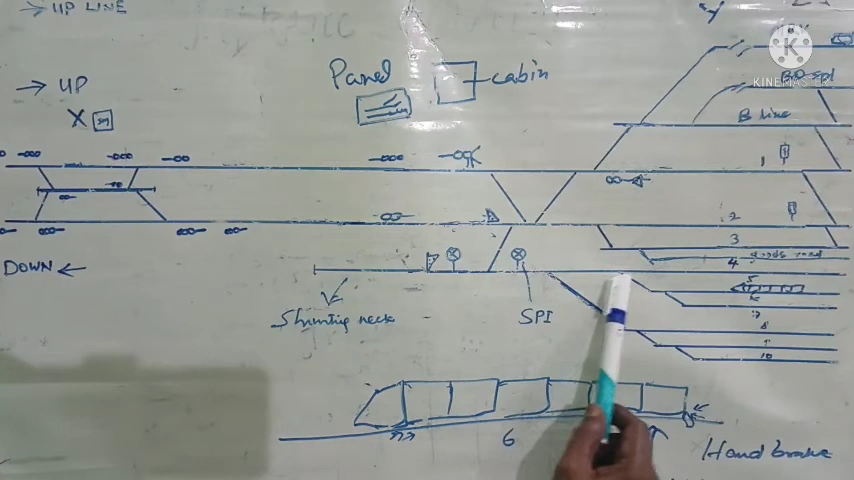 → UP LINE
→ UP
X SM
Panel
cabin
K
KINEMASTER
B Line
1
2
3
4
5
6
7
8
9
10
DOWN ←
Shunting neck
SPI
6
Hand brake